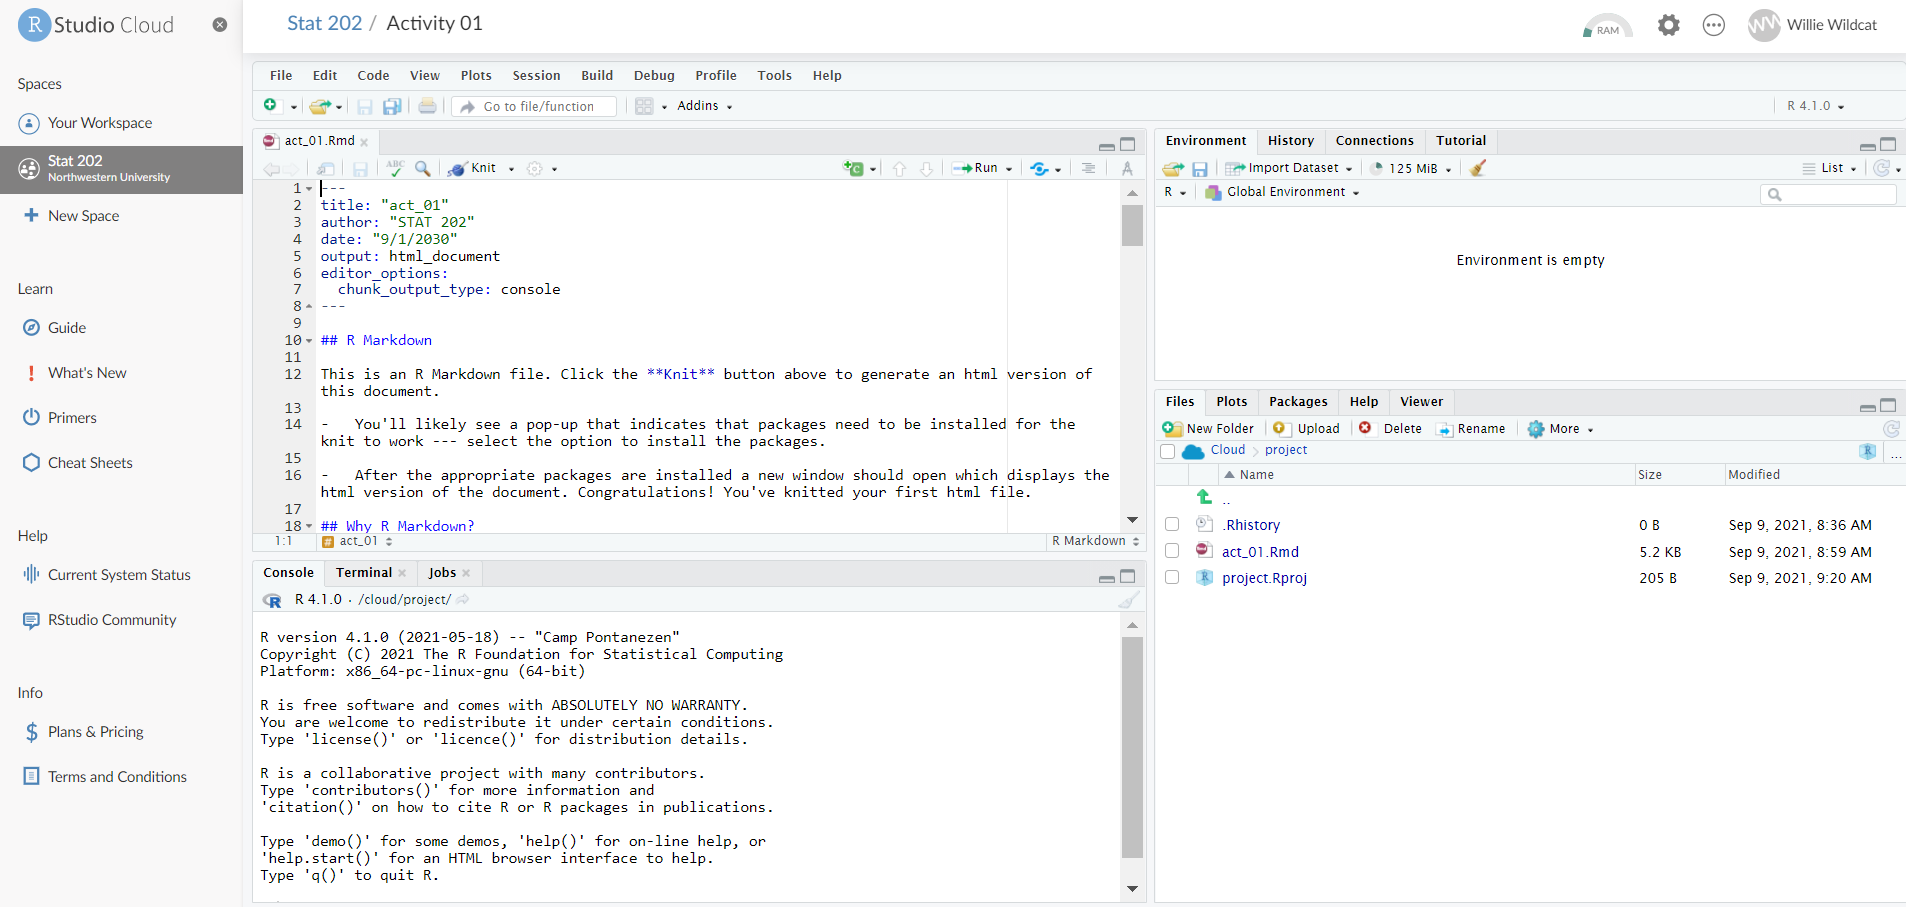 R Studio Cloud
Spaces
Your Workspace
Stat 202
Northwestern University
New Space
Learn
Guide
What's New
Primers
Cheat Sheets
Help
Current System Status
RStudio Community
Info
Plans & Pricing
Terms and Conditions
Stat 202 / Activity 01
RAM
WW Willie Wildcat
File Edit Code View Plots Session Build Debug Profile Tools Help
Go to file/function Addins R 4.1.0
act_01.Rmd
ABC Knit Run
1 ---
2 title: "act_01"
3 author: "STAT 202"
4 date: "9/1/2030"
5 output: html_document
6 editor_options:
7 chunk_output_type: console
8 ---
9
10 ## R Markdown
11
12 This is an R Markdown file. Click the **Knit** button above to generate an html version of
this document.
13
14 - You'll likely see a pop-up that indicates that packages need to be installed for the
knit to work --- select the option to install the packages.
15
16 - After the appropriate packages are installed a new window should open which displays the
html version of the document. Congratulations! You've knitted your first html file.
17
18 ## Why R Markdown?
1:1 # act_01 R Markdown
Console Terminal Jobs
R R 4.1.0 · /cloud/project/
R version 4.1.0 (2021-05-18) -- "Camp Pontanezen"
Copyright (C) 2021 The R Foundation for Statistical Computing
Platform: x86_64-pc-linux-gnu (64-bit)
R is free software and comes with ABSOLUTELY NO WARRANTY.
You are welcome to redistribute it under certain conditions.
Type 'license()' or 'licence()' for distribution details.
R is a collaborative project with many contributors.
Type 'contributors()' for more information and
'citation()' on how to cite R or R packages in publications.
Type 'demo()' for some demos, 'help()' for on-line help, or
'help.start()' for an HTML browser interface to help.
Type 'q()' to quit R.
Environment History Connections Tutorial
Import Dataset 125 MiB List
R Global Environment
Environment is empty
Files Plots Packages Help Viewer
New Folder Upload Delete Rename More
Cloud project R ...
Name Size Modified
..
.Rhistory 0 B Sep 9, 2021, 8:36 AM
act_01.Rmd 5.2 KB Sep 9, 2021, 8:59 AM
project.Rproj 205 B Sep 9, 2021, 9:20 AM